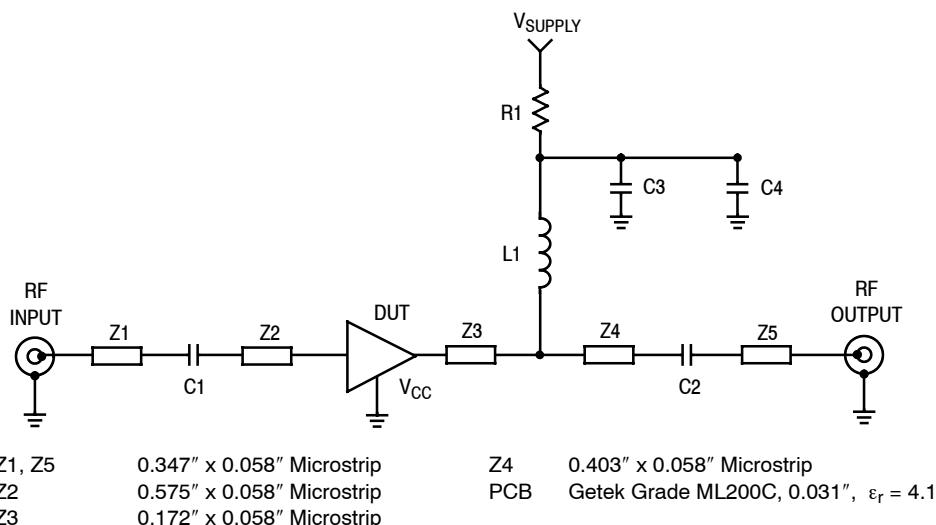 VSUPPLY
R1
C3
C4
L1
RF
INPUT
RF
OUTPUT
DUT
Z1
Z2
Z3
Z4
Z5
C1
VCC
C2
Z1, Z5 0.347″ x 0.058″ Microstrip
Z2 0.575″ x 0.058″ Microstrip
Z3 0.172″ x 0.058″ Microstrip
Z4 0.403″ x 0.058″ Microstrip
PCB Getek Grade ML200C, 0.031″, εr = 4.1